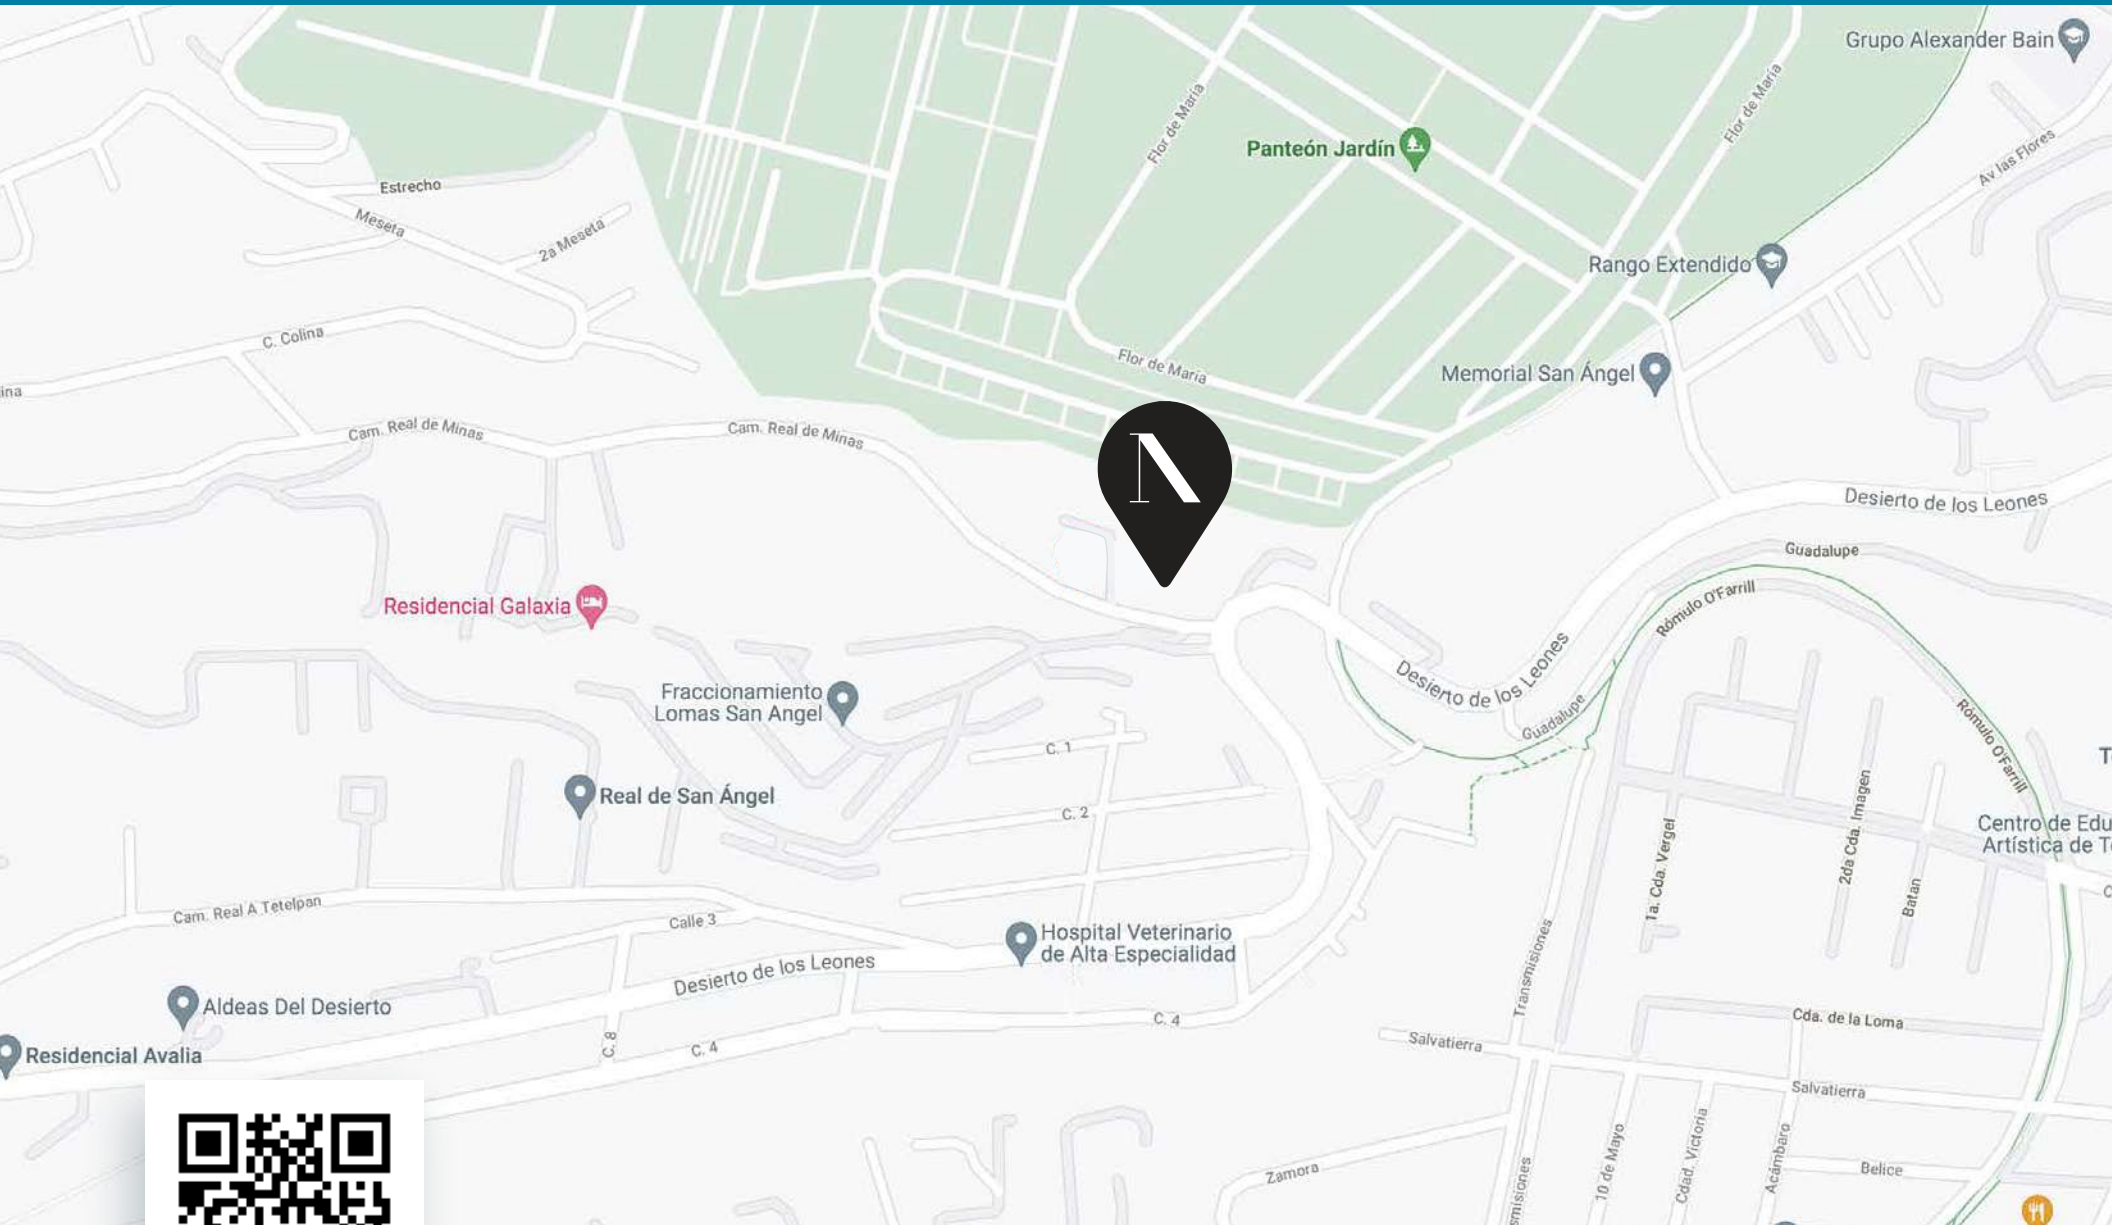 Grupo Alexander Bain
Flor de María
Flor de María
Panteón Jardín
Av las Flores
Estrecho
Meseta
2a Meseta
Rango Extendido
C. Colina
Flor de María
Memorial San Ángel
ina
Cam. Real de Minas
Cam. Real de Minas
N
Desierto de los Leones
Guadalupe
Residencial Galaxia
Rómulo O'Farrill
Desierto de los Leones
Fraccionamiento
Lomas San Angel
Guadalupe
Rómulo O'Farrill
C. 1
Real de San Ángel
C. 2
1a. Cda. Vergel
2da Cda. Imagen
Batan
Centro de Edu
Artística de T
Cam. Real A Tetelpan
Calle 3
Hospital Veterinario
de Alta Especialidad
Desierto de los Leones
Transmisiones
Aldeas Del Desierto
C. 4
Cda. de la Loma
C. 8
C. 4
Salvatierra
Residencial Avalia
Salvatierra
Zamora
smisiones
10 de Mayo
Cdad. Victoria
Acámbaro
Belice